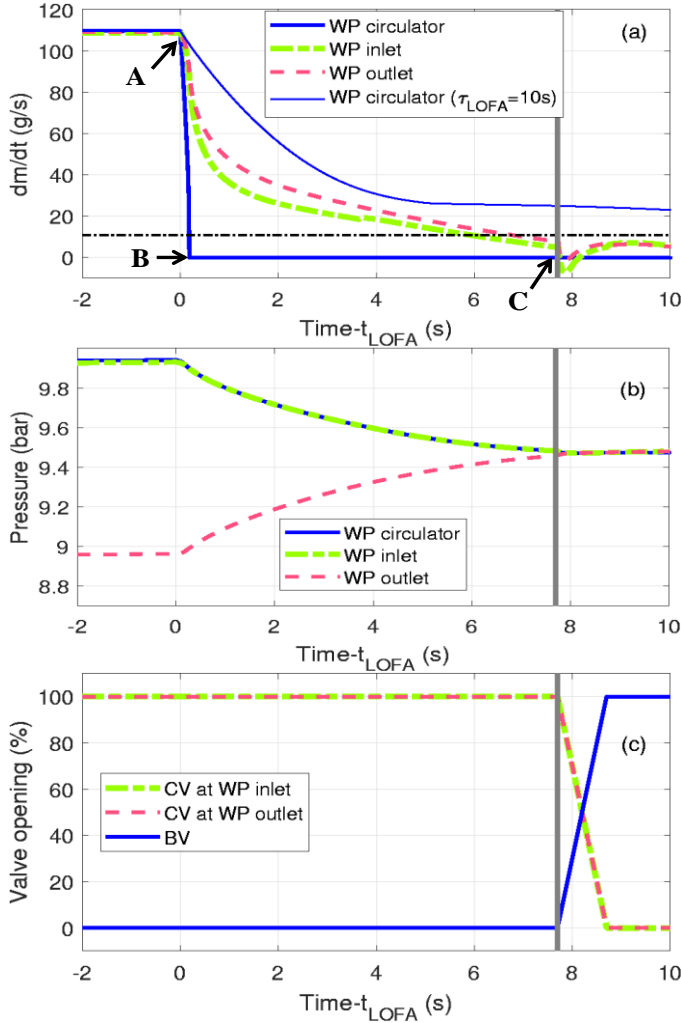 (a)
dm/dt (g/s)
120
100
80
60
40
20
0
-2 0 2 4 6 8 10
Time-t_LOFA (s)
WP circulator
WP inlet
WP outlet
WP circulator (τ_LOFA=10s)
A
B
C
(b)
Pressure (bar)
9.8
9.6
9.4
9.2
9
8.8
-2 0 2 4 6 8 10
Time-t_LOFA (s)
WP circulator
WP inlet
WP outlet
(c)
Valve opening (%)
100
80
60
40
20
0
-2 0 2 4 6 8 10
Time-t_LOFA (s)
CV at WP inlet
CV at WP outlet
BV